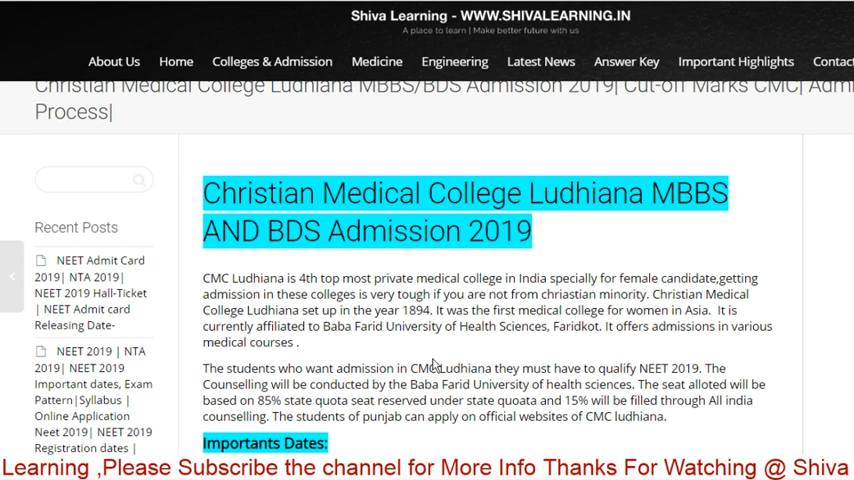 Shiva Learning - WWW.SHIVALEARNING.IN
A place to learn | Make better future with us
About Us Home Colleges & Admission Medicine Engineering Latest News Answer Key Important Highlights Contac
Christian Medical College Ludhiana MBBS/BDS Admission 2019| Cut-off Marks CMC| Admi
Process|
Christian Medical College Ludhiana MBBS
AND BDS Admission 2019
Recent Posts
NEET Admit Card
2019| NTA 2019|
NEET 2019 Hall-Ticket
| NEET Admit card
Releasing Date-
NEET 2019 | NTA
2019| NEET 2019
Important dates, Exam
Pattern|Syllabus |
Online Application
Neet 2019| NEET 2019
Registration dates |
CMC Ludhiana is 4th top most private medical college in India specially for female candidate,getting
admission in these colleges is very tough if you are not from chriastian minority. Christian Medical
College Ludhiana set up in the year 1894. It was the first medical college for women in Asia. It is
currently affiliated to Baba Farid University of Health Sciences, Faridkot. It offers admissions in various
medical courses .
The students who want admission in CMC Ludhiana they must have to qualify NEET 2019. The
Counselling will be conducted by the Baba Farid University of health sciences. The seat alloted will be
based on 85% state quota seat reserved under state quoata and 15% will be filled through All india
counselling. The students of punjab can apply on official websites of CMC ludhiana.
Importants Dates:
Learning ,Please Subscribe the channel for More Info Thanks For Watching @ Shiva